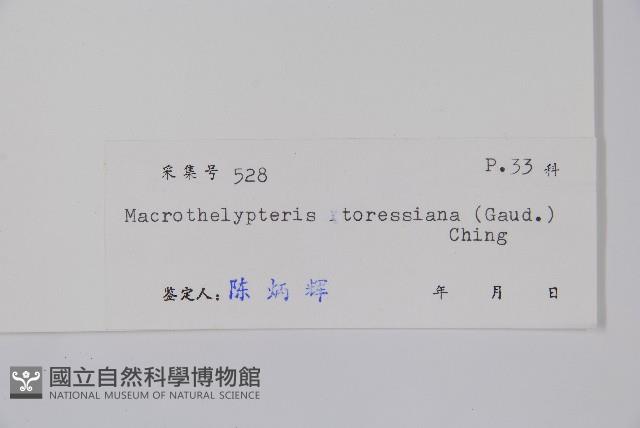 采集号 528 P.33 科
Macrothelypteris toressiana (Gaud.)
Ching
鉴定人: 陈炳辉 年 月 日
國立自然科學博物館
NATIONAL MUSEUM OF NATURAL SCIENCE